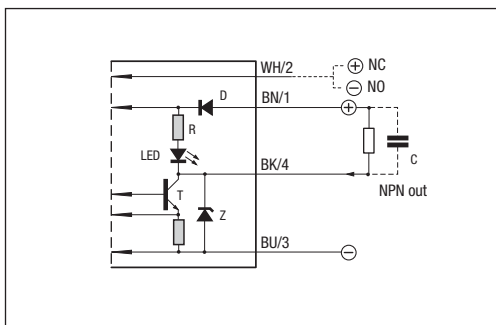 WH/2
⊕ NC
⊖ NO
D
BN/1
⊕
R
LED
BK/4
C
NPN out
T
Z
BU/3
⊖